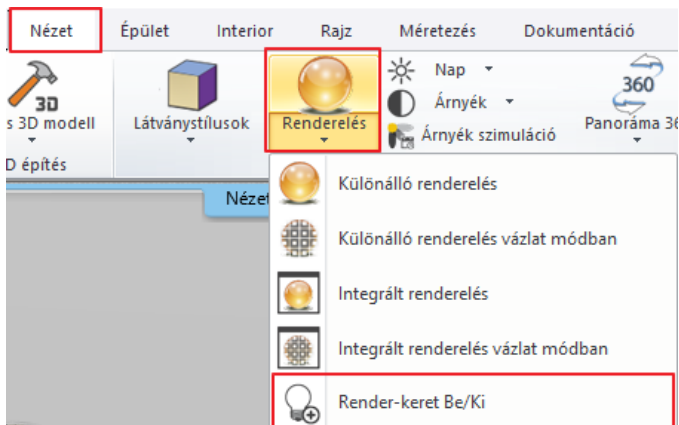 Nézet Épület Interior Rajz Méretezés Dokumentáció
3D Nap 360
s 3D modell Látványstílusok Renderelés Árnyék Panoráma 36
Árnyék szimuláció
D építés
Különálló renderelés
Nézet
Különálló renderelés vázlat módban
Integrált renderelés
Integrált renderelés vázlat módban
Render-keret Be/Ki